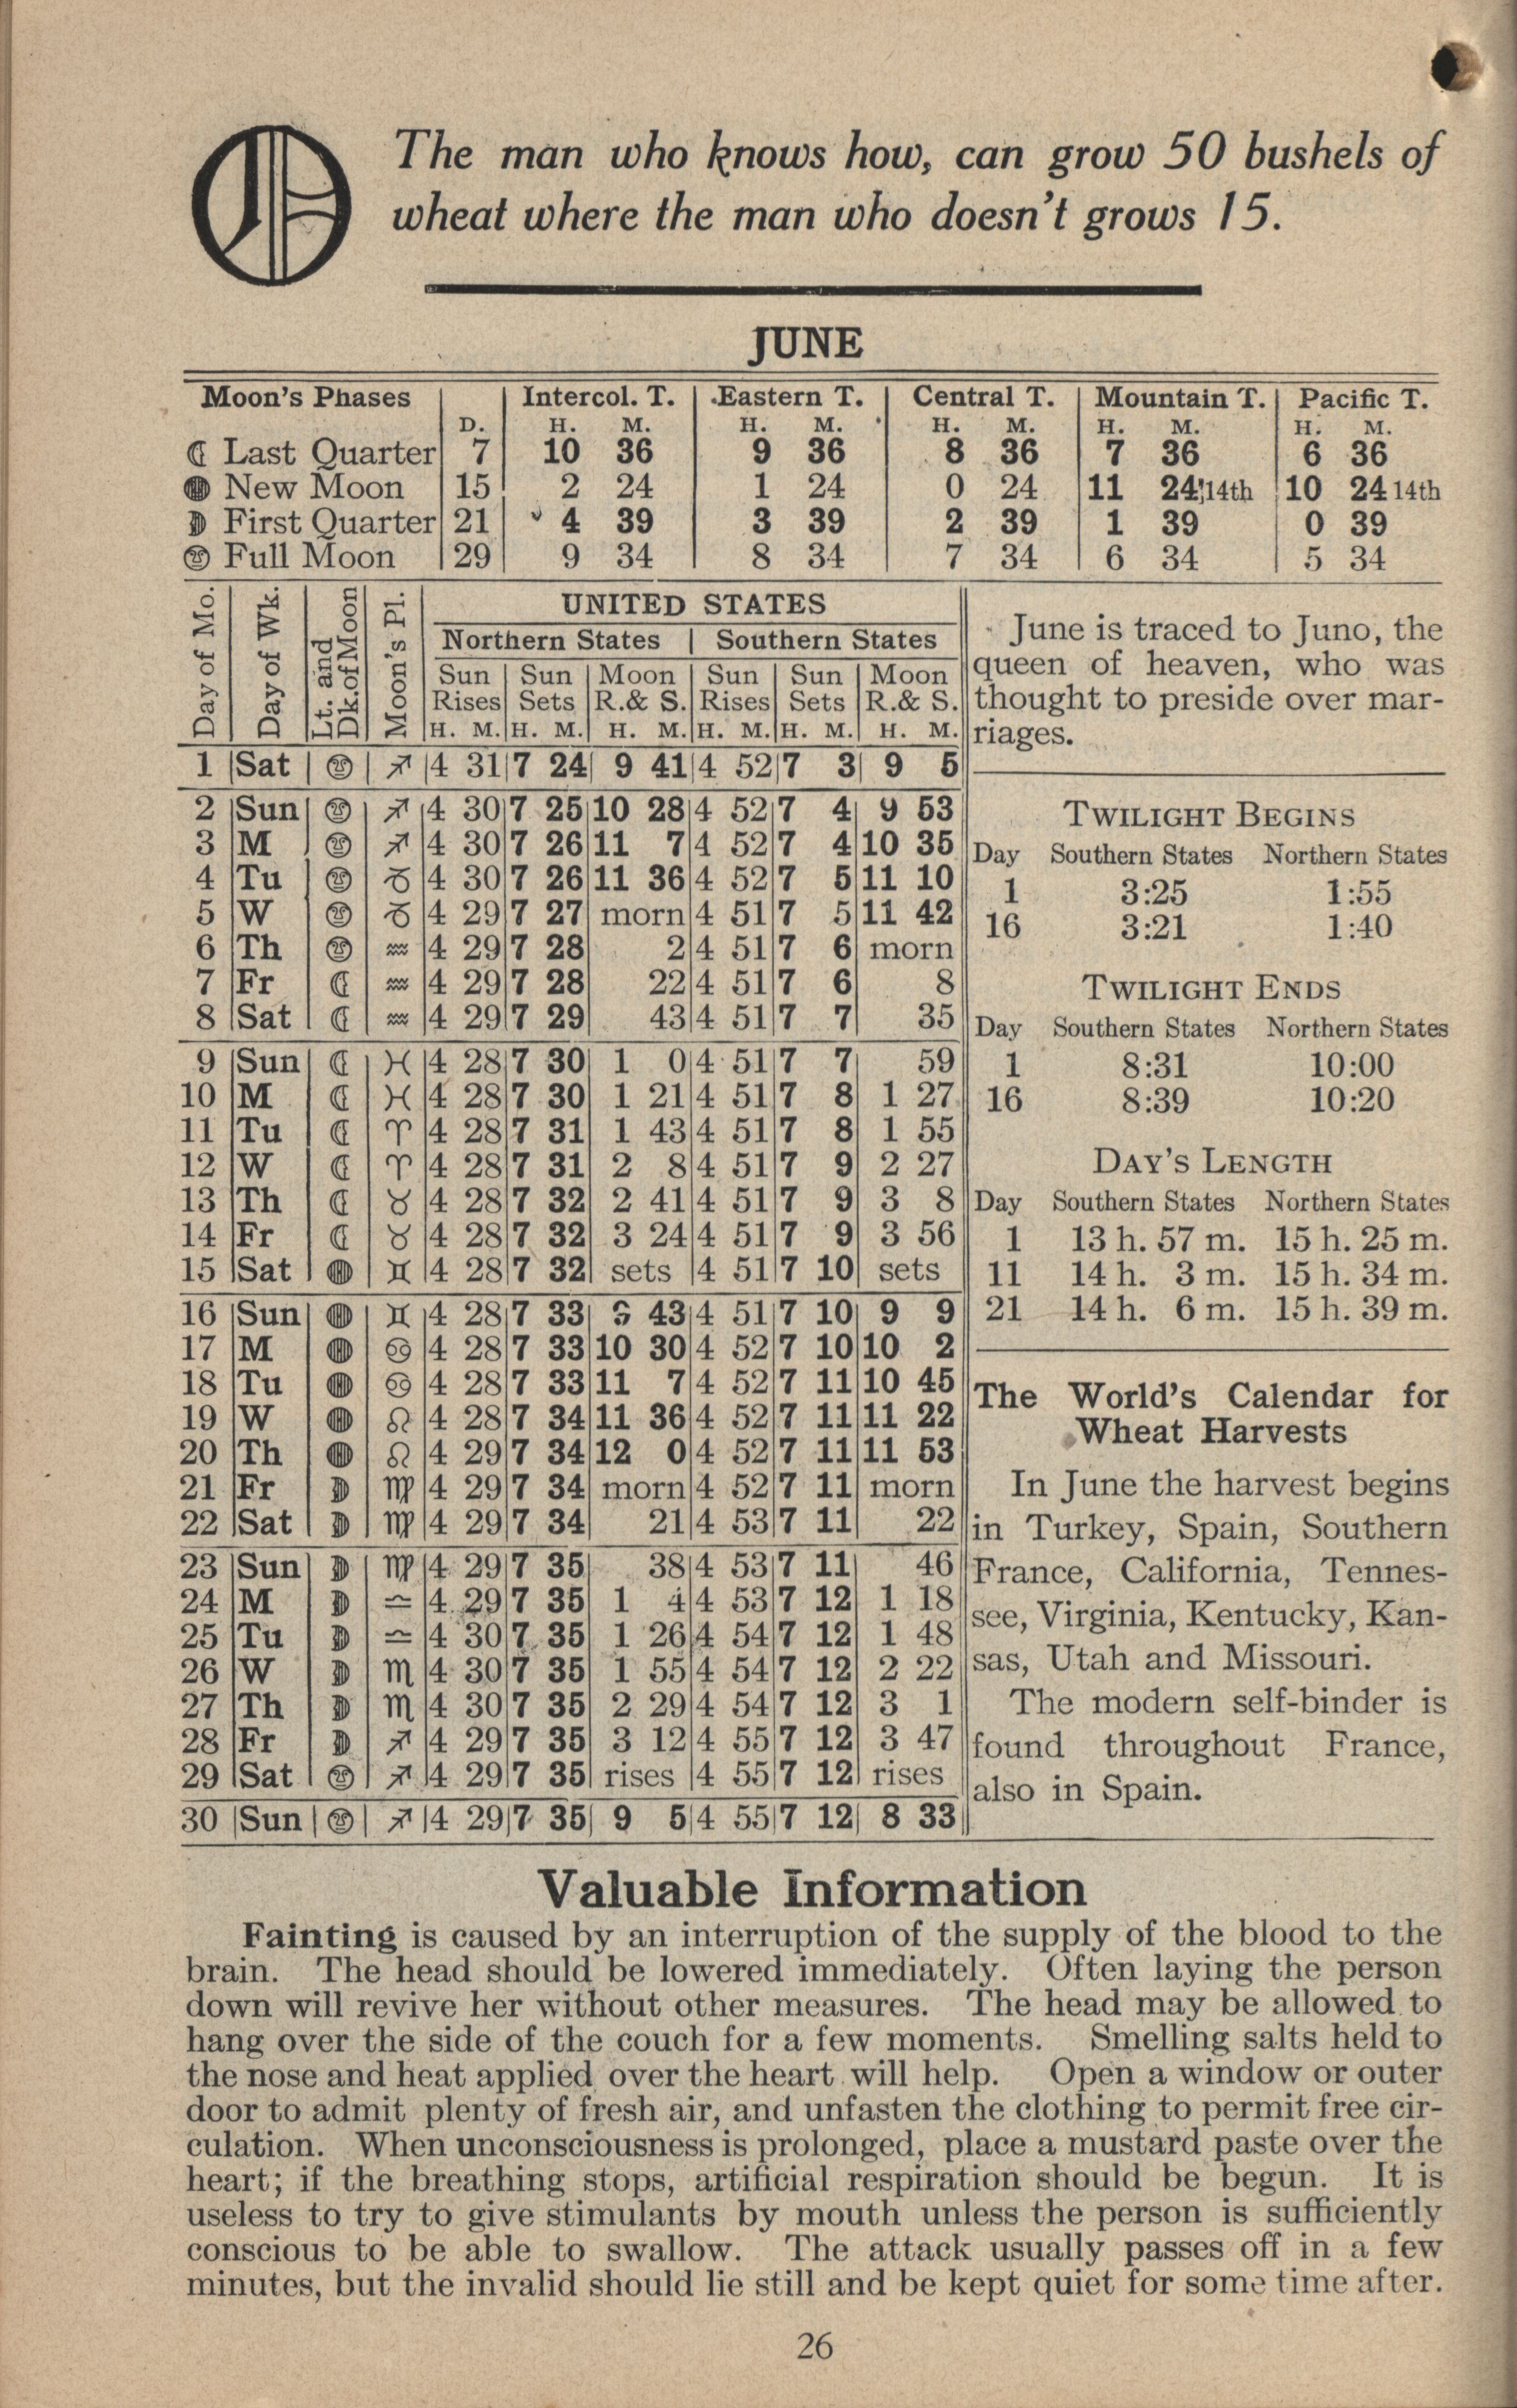 The man who knows how, can grow 50 bushels of
wheat where the man who doesn't grows 15.
JUNE
Moon's Phases | D. | Intercol. T. H. M. | Eastern T. H. M. | Central T. H. M. | Mountain T. H. M. | Pacific T. H. M.
☾ Last Quarter | 7 | 10 36 | 9 36 | 8 36 | 7 36 | 6 36
New Moon | 15 | 2 24 | 1 24 | 0 24 | 11 24 14th | 10 24 14th
First Quarter | 21 | 4 39 | 3 39 | 2 39 | 1 39 | 0 39
Full Moon | 29 | 9 34 | 8 34 | 7 34 | 6 34 | 5 34
Day of Mo. | Day of Wk. | Lt. and Dk. of Moon | Moon's Pl.
UNITED STATES
Northern States | Southern States
Sun Rises | Sun Sets | Moon R. & S. | Sun Rises | Sun Sets | Moon R. & S.
H. M. | H. M. | H. M. | H. M. | H. M. | H. M.
1 | Sat | ♐ | 4 31 | 7 24 | 9 41 | 4 52 | 7 3 | 9 5
2 | Sun | ♐ | 4 30 | 7 25 | 10 28 | 4 52 | 7 4 | 9 53
3 | M | ♐ | 4 30 | 7 26 | 11 7 | 4 52 | 7 4 | 10 35
4 | Tu | ♑ | 4 30 | 7 26 | 11 36 | 4 52 | 7 5 | 11 10
5 | W | ♑ | 4 29 | 7 27 | morn | 4 51 | 7 5 | 11 42
6 | Th | ♒ | 4 29 | 7 28 | 2 | 4 51 | 7 6 | morn
7 | Fr | ♒ | 4 29 | 7 28 | 22 | 4 51 | 7 6 | 8
8 | Sat | ♒ | 4 29 | 7 29 | 43 | 4 51 | 7 7 | 35
9 | Sun | ♓ | 4 28 | 7 30 | 1 0 | 4 51 | 7 7 | 59
10 | M | ♓ | 4 28 | 7 30 | 1 21 | 4 51 | 7 8 | 1 27
11 | Tu | ♈ | 4 28 | 7 31 | 1 43 | 4 51 | 7 8 | 1 55
12 | W | ♈ | 4 28 | 7 31 | 2 8 | 4 51 | 7 9 | 2 27
13 | Th | ♉ | 4 28 | 7 32 | 2 41 | 4 51 | 7 9 | 3 8
14 | Fr | ♉ | 4 28 | 7 32 | 3 24 | 4 51 | 7 9 | 3 56
15 | Sat | ♊ | 4 28 | 7 32 | sets | 4 51 | 7 10 | sets
16 | Sun | ♊ | 4 28 | 7 33 | 43 | 4 51 | 7 10 | 9 9
17 | M | ♋ | 4 28 | 7 33 | 10 30 | 4 52 | 7 10 | 10 2
18 | Tu | ♋ | 4 28 | 7 33 | 11 7 | 4 52 | 7 11 | 10 45
19 | W | ♌ | 4 28 | 7 34 | 11 36 | 4 52 | 7 11 | 11 22
20 | Th | ♌ | 4 29 | 7 34 | 12 0 | 4 52 | 7 11 | 11 53
21 | Fr | ♍ | 4 29 | 7 34 | morn | 4 52 | 7 11 | morn
22 | Sat | ♍ | 4 29 | 7 34 | 21 | 4 53 | 7 11 | 22
23 | Sun | ♍ | 4 29 | 7 35 | 38 | 4 53 | 7 11 | 46
24 | M | ♎ | 4 29 | 7 35 | 1 4 | 4 53 | 7 12 | 1 18
25 | Tu | ♎ | 4 30 | 7 35 | 1 26 | 4 54 | 7 12 | 1 48
26 | W | ♏ | 4 30 | 7 35 | 1 55 | 4 54 | 7 12 | 2 22
27 | Th | ♏ | 4 30 | 7 35 | 2 29 | 4 54 | 7 12 | 3 1
28 | Fr | ♐ | 4 29 | 7 35 | 3 12 | 4 55 | 7 12 | 3 47
29 | Sat | ♐ | 4 29 | 7 35 | rises | 4 55 | 7 12 | rises
30 | Sun | ♐ | 4 29 | 7 35 | 9 5 | 4 55 | 7 12 | 8 33
June is traced to Juno, the
queen of heaven, who was
thought to preside over mar-
riages.
TWILIGHT BEGINS
Day Southern States Northern States
1 3:25 1:55
16 3:21 1:40
TWILIGHT ENDS
Day Southern States Northern States
1 8:31 10:00
16 8:39 10:20
DAY'S LENGTH
Day Southern States Northern States
1 13 h. 57 m. 15 h. 25 m.
11 14 h. 3 m. 15 h. 34 m.
21 14 h. 6 m. 15 h. 39 m.
The World's Calendar for
Wheat Harvests
In June the harvest begins
in Turkey, Spain, Southern
France, California, Tennes-
see, Virginia, Kentucky, Kan-
sas, Utah and Missouri.
The modern self-binder is
found throughout France,
also in Spain.
Valuable Information
Fainting is caused by an interruption of the supply of the blood to the
brain. The head should be lowered immediately. Often laying the person
down will revive her without other measures. The head may be allowed to
hang over the side of the couch for a few moments. Smelling salts held to
the nose and heat applied over the heart will help. Open a window or outer
door to admit plenty of fresh air, and unfasten the clothing to permit free cir-
culation. When unconsciousness is prolonged, place a mustard paste over the
heart; if the breathing stops, artificial respiration should be begun. It is
useless to try to give stimulants by mouth unless the person is sufficiently
conscious to be able to swallow. The attack usually passes off in a few
minutes, but the invalid should lie still and be kept quiet for some time after.
26